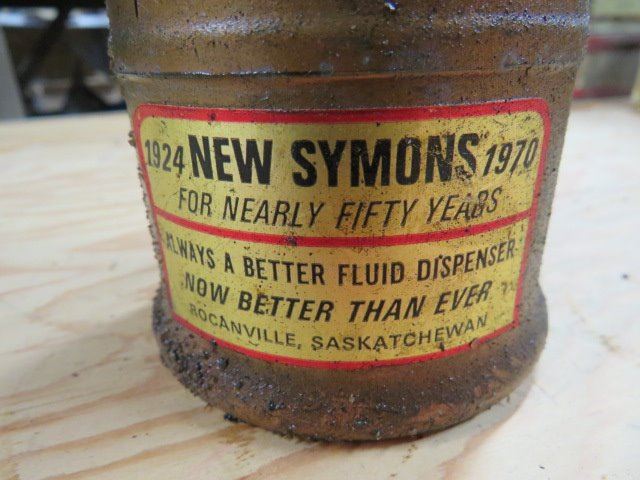 1924 NEW SYMONS 1970
FOR NEARLY FIFTY YEARS
ALWAYS A BETTER FLUID DISPENSER
NOW BETTER THAN EVER
ROCANVILLE, SASKATCHEWAN